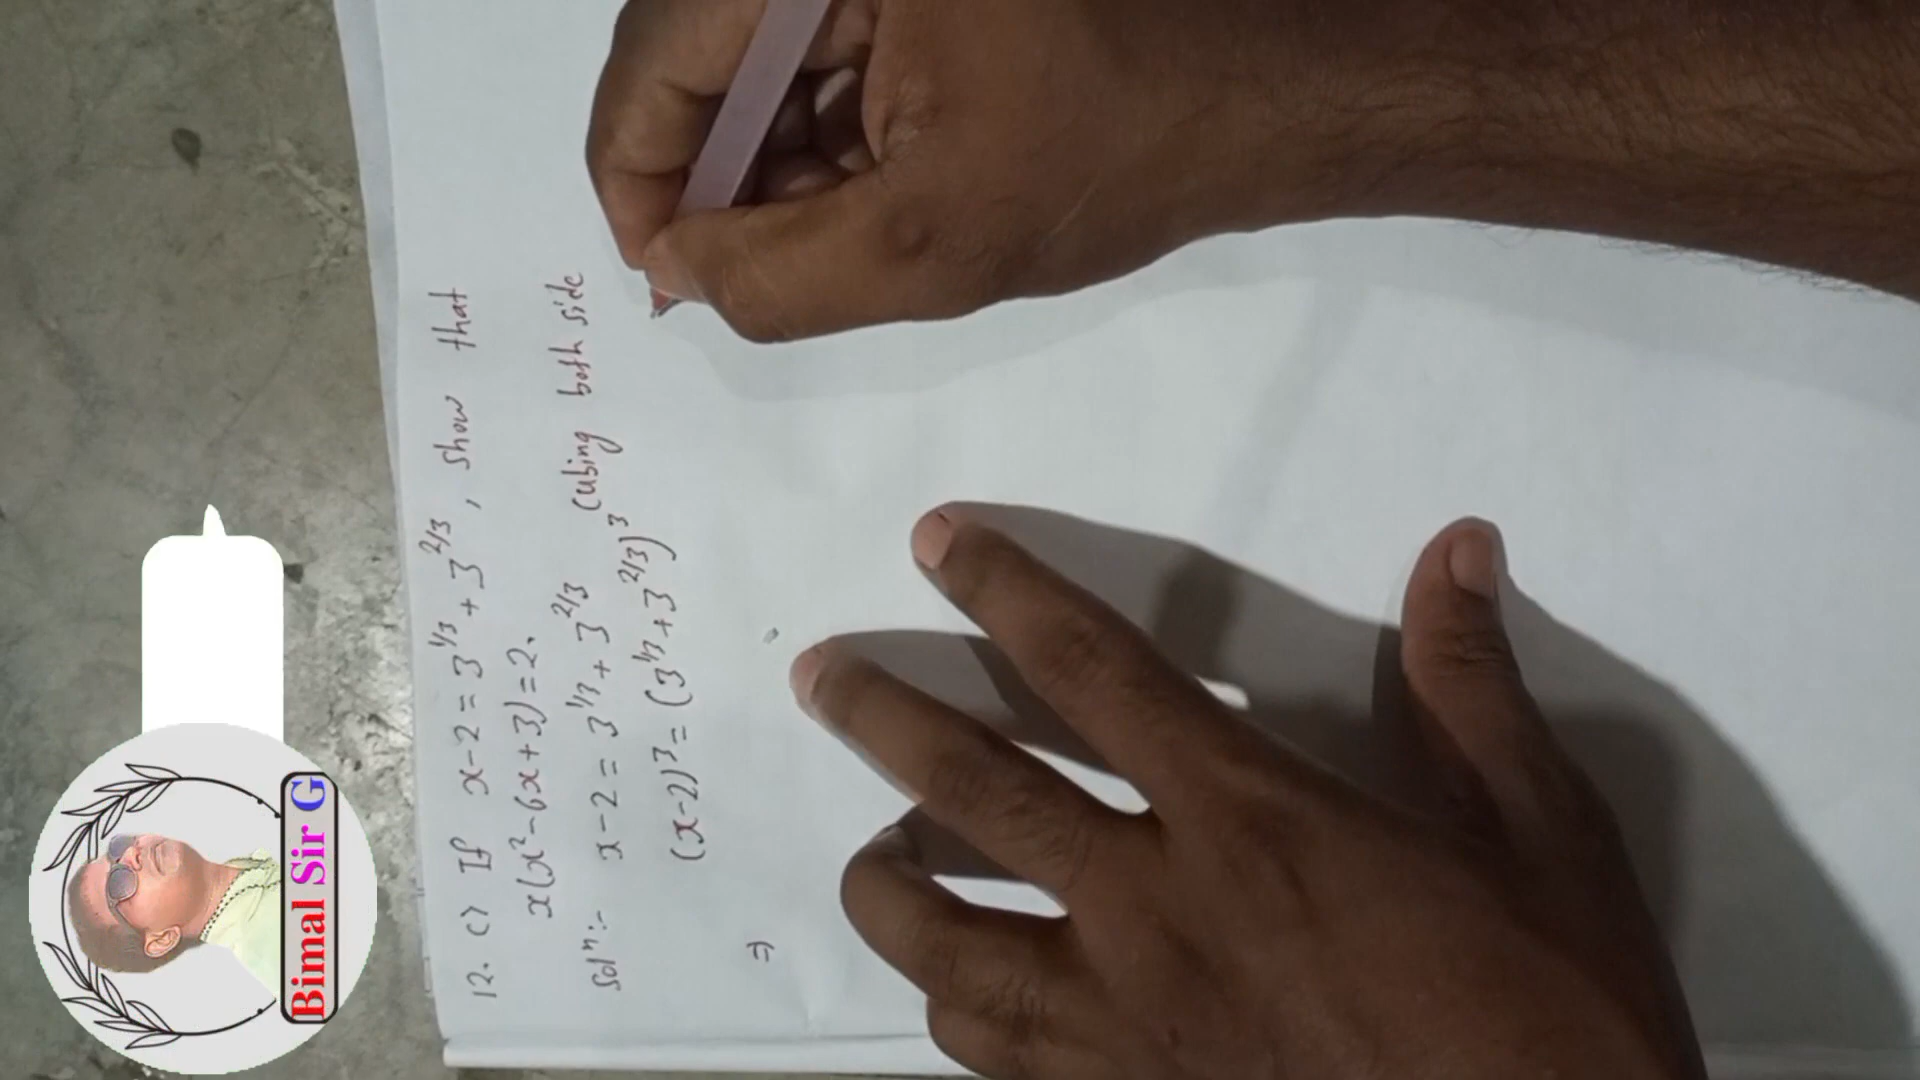 12. c) If x-2 = 3^1/3 + 3^2/3, show that
x(x²-6x+3)=2.
Solⁿ:- x-2 = 3^1/3 + 3^2/3 Cubing both side
(x-2)³ = (3^1/3 + 3^2/3)³
⇒
Bimal Sir G